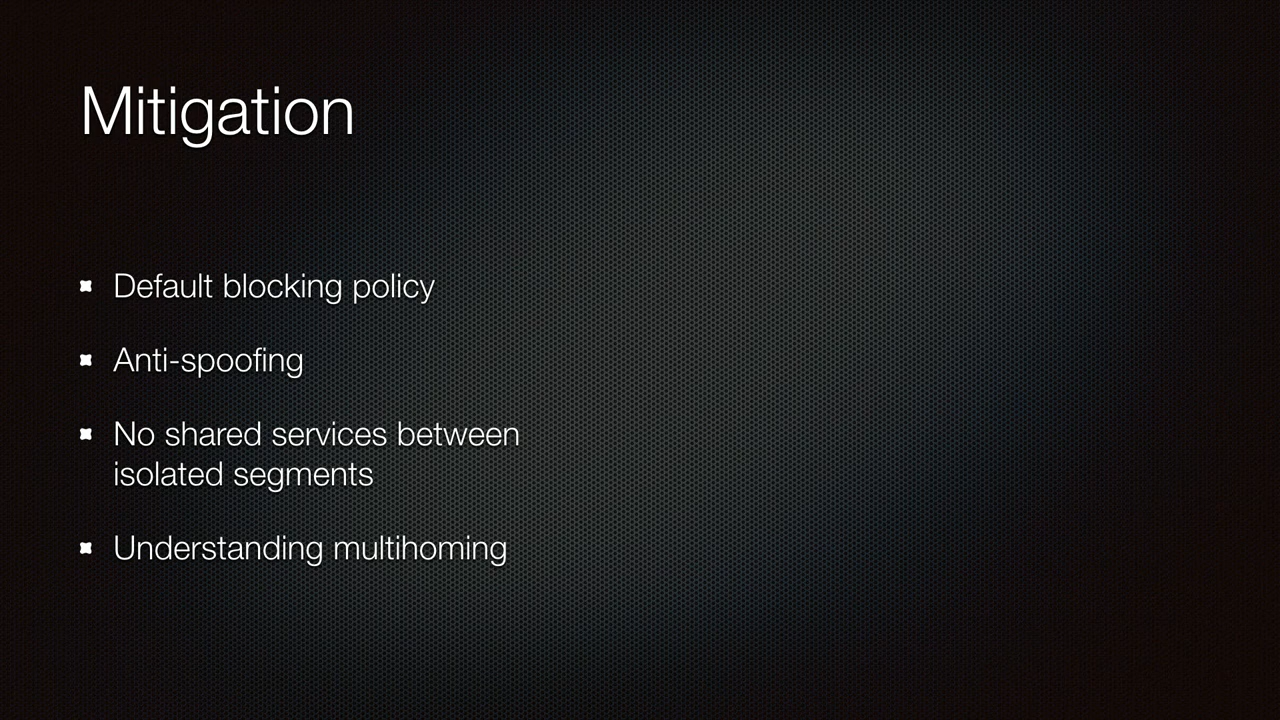 Mitigation
Default blocking policy
Anti-spoofing
No shared services between
isolated segments
Understanding multihoming